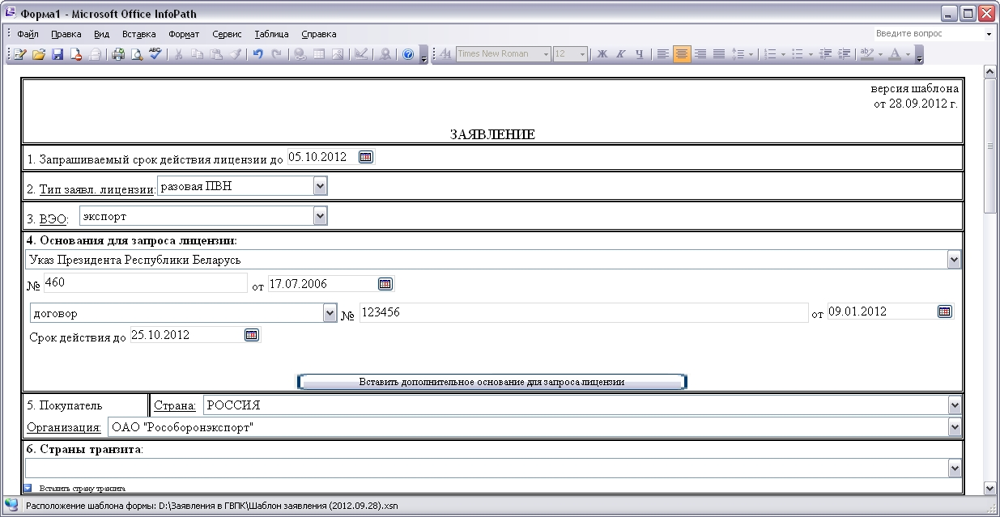 Форма1 - Microsoft Office InfoPath
Файл Правка Вид Вставка Формат Сервис Таблица Справка Введите вопрос
Times New Roman 12 Ж К Ч
версия шаблона
от 28.09.2012 г.
ЗАЯВЛЕНИЕ
1. Запрашиваемый срок действия лицензии до 05.10.2012
2. Тип заявл. лицензии: разовая ПВН
3. ВЭО: экспорт
4. Основания для запроса лицензии:
Указ Президента Республики Беларусь
№ 460 от 17.07.2006
договор № 123456 от 09.01.2012
Срок действия до 25.10.2012
Вставить дополнительное основание для запроса лицензии
5. Покупатель Страна: РОССИЯ
Организация: ОАО "Рособоронэкспорт"
6. Страны транзита:
Вставить страну транзита
Расположение шаблона формы: D:\Заявления в ГВПК\Шаблон заявления (2012.09.28).xsn